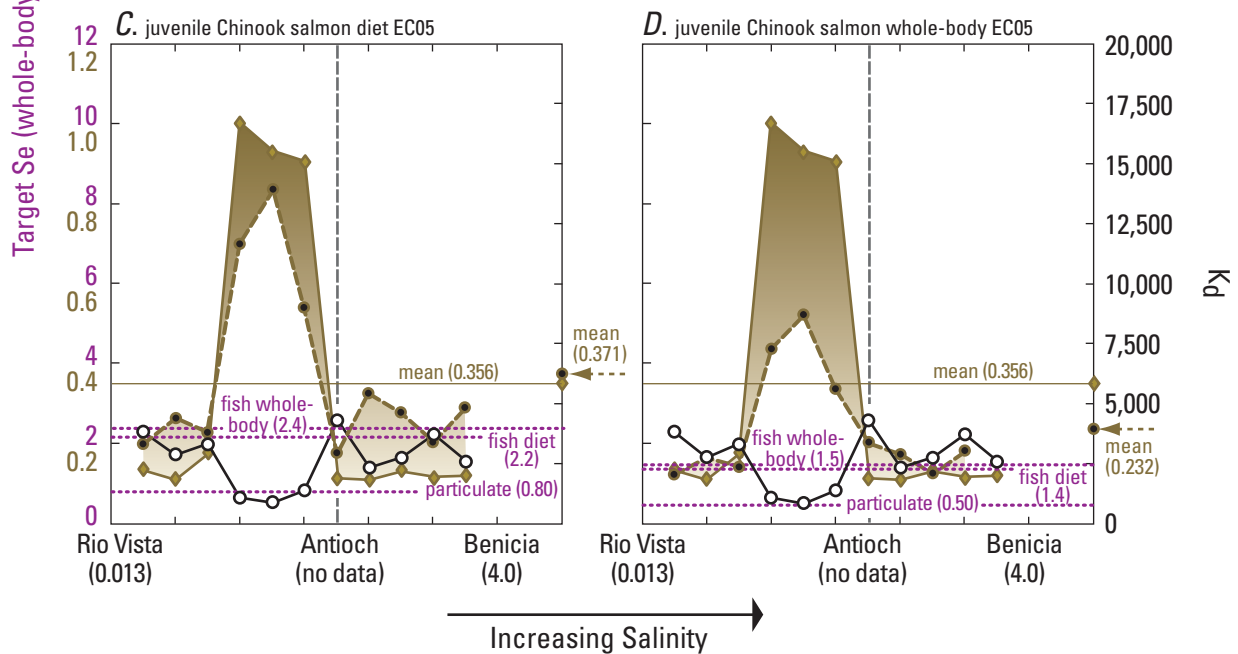 C. juvenile Chinook salmon diet EC05
D. juvenile Chinook salmon whole-body EC05
Target Se (whole-body
12
1.2
10
1.0
8
0.8
6
0.6
4
0.4
2
0.2
0
mean (0.356)
mean
(0.371)
fish whole-
body (2.4)
fish diet
(2.2)
particulate (0.80)
Rio Vista
(0.013)
Antioch
(no data)
Benicia
(4.0)
mean (0.356)
mean
(0.232)
fish whole-
body (1.5)
fish diet
(1.4)
particulate (0.50)
Rio Vista
(0.013)
Antioch
(no data)
Benicia
(4.0)
20,000
17,500
15,000
12,500
10,000
7,500
5,000
2,500
0
Kd
Increasing Salinity